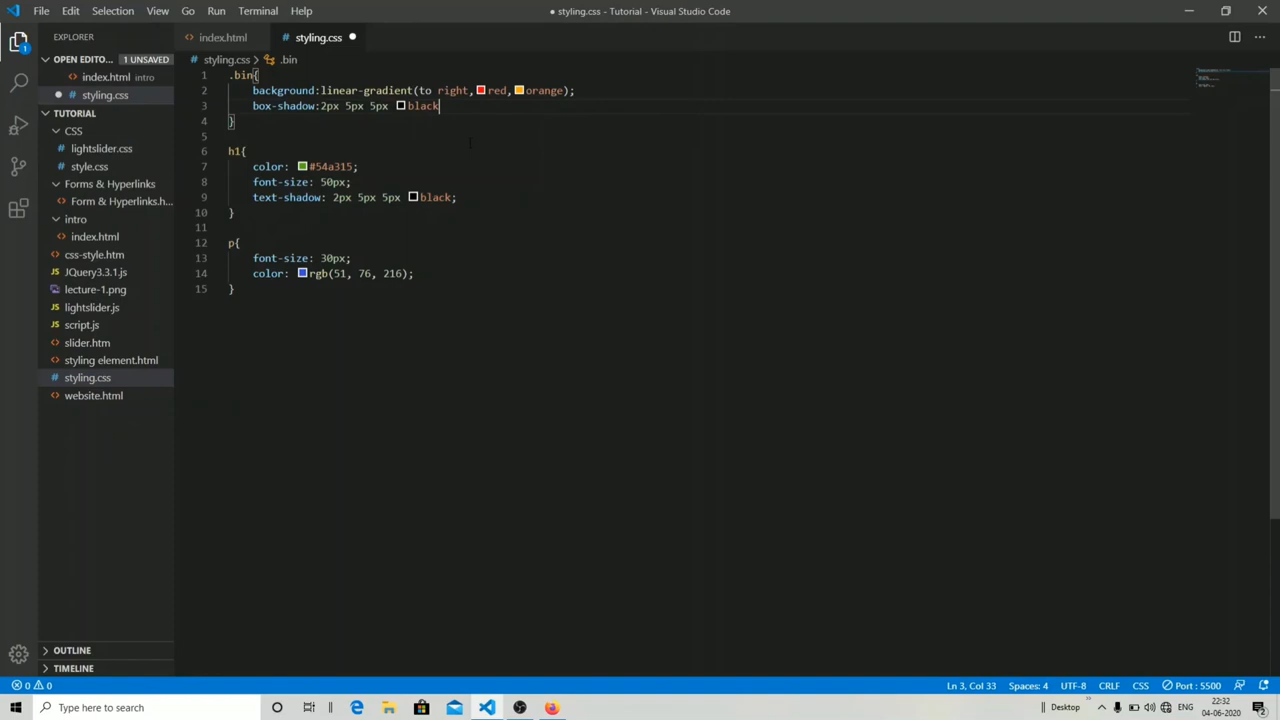 File Edit Selection View Go Run Terminal Help
● styling.css - Tutorial - Visual Studio Code
EXPLORER
index.html
styling.css
OPEN EDITO... 1 UNSAVED
index.html intro
styling.css
TUTORIAL
CSS
lightslider.css
style.css
Forms & Hyperlinks
Form & Hyperlinks.h...
intro
index.html
css-style.htm
JQuery3.3.1.js
lecture-1.png
lightslider.js
script.js
slider.htm
styling element.html
styling.css
website.html
OUTLINE
TIMELINE
styling.css > .bin
1 .bin{
2 background:linear-gradient(to right,red,orange);
3 box-shadow:2px 5px 5px black
4 }
5
6 h1{
7 color: #54a315;
8 font-size: 50px;
9 text-shadow: 2px 5px 5px black;
10 }
11
12 p{
13 font-size: 30px;
14 color: rgb(51, 76, 216);
15 }
0 0
Ln 3, Col 33 Spaces: 4 UTF-8 CRLF CSS Port : 5500
Type here to search
Desktop ENG
22:32
04-06-2020